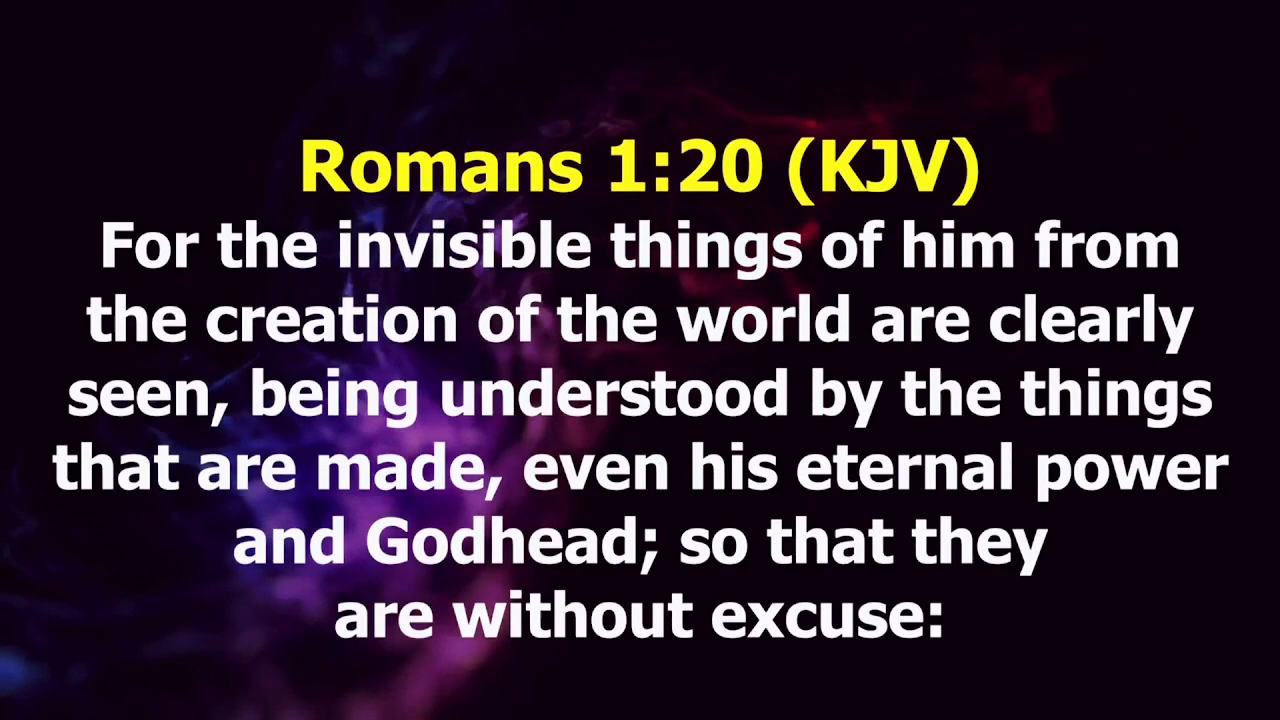 Romans 1:20 (KJV)
For the invisible things of him from
the creation of the world are clearly
seen, being understood by the things
that are made, even his eternal power
and Godhead; so that they
are without excuse: